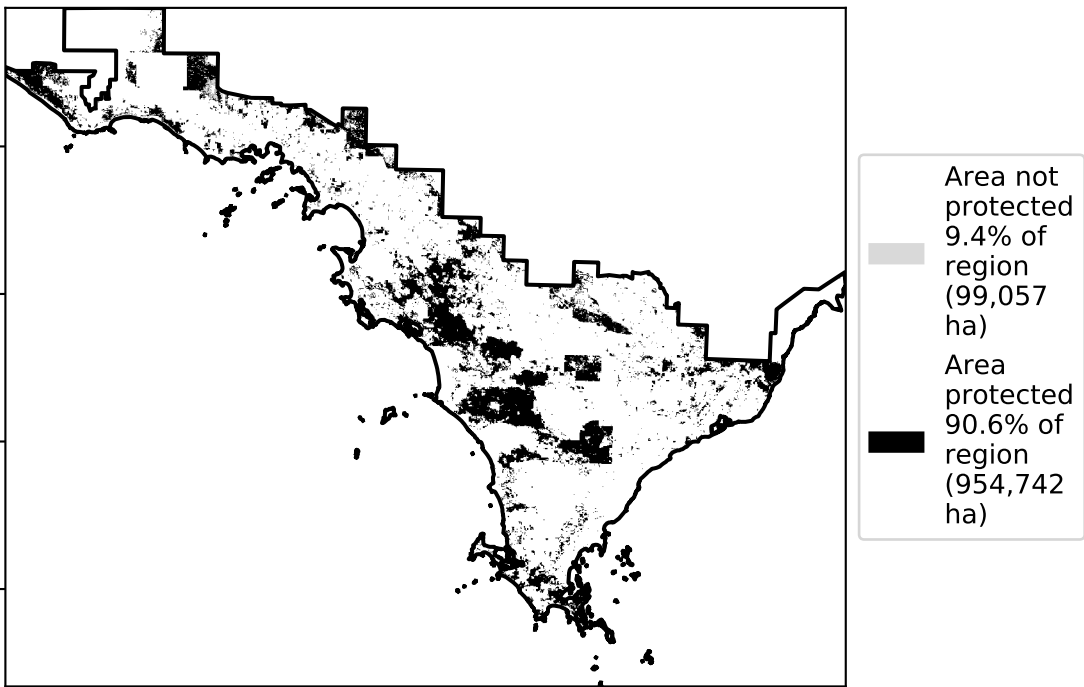 Area not
protected
9.4% of
region
(99,057
ha)
Area
protected
90.6% of
region
(954,742
ha)